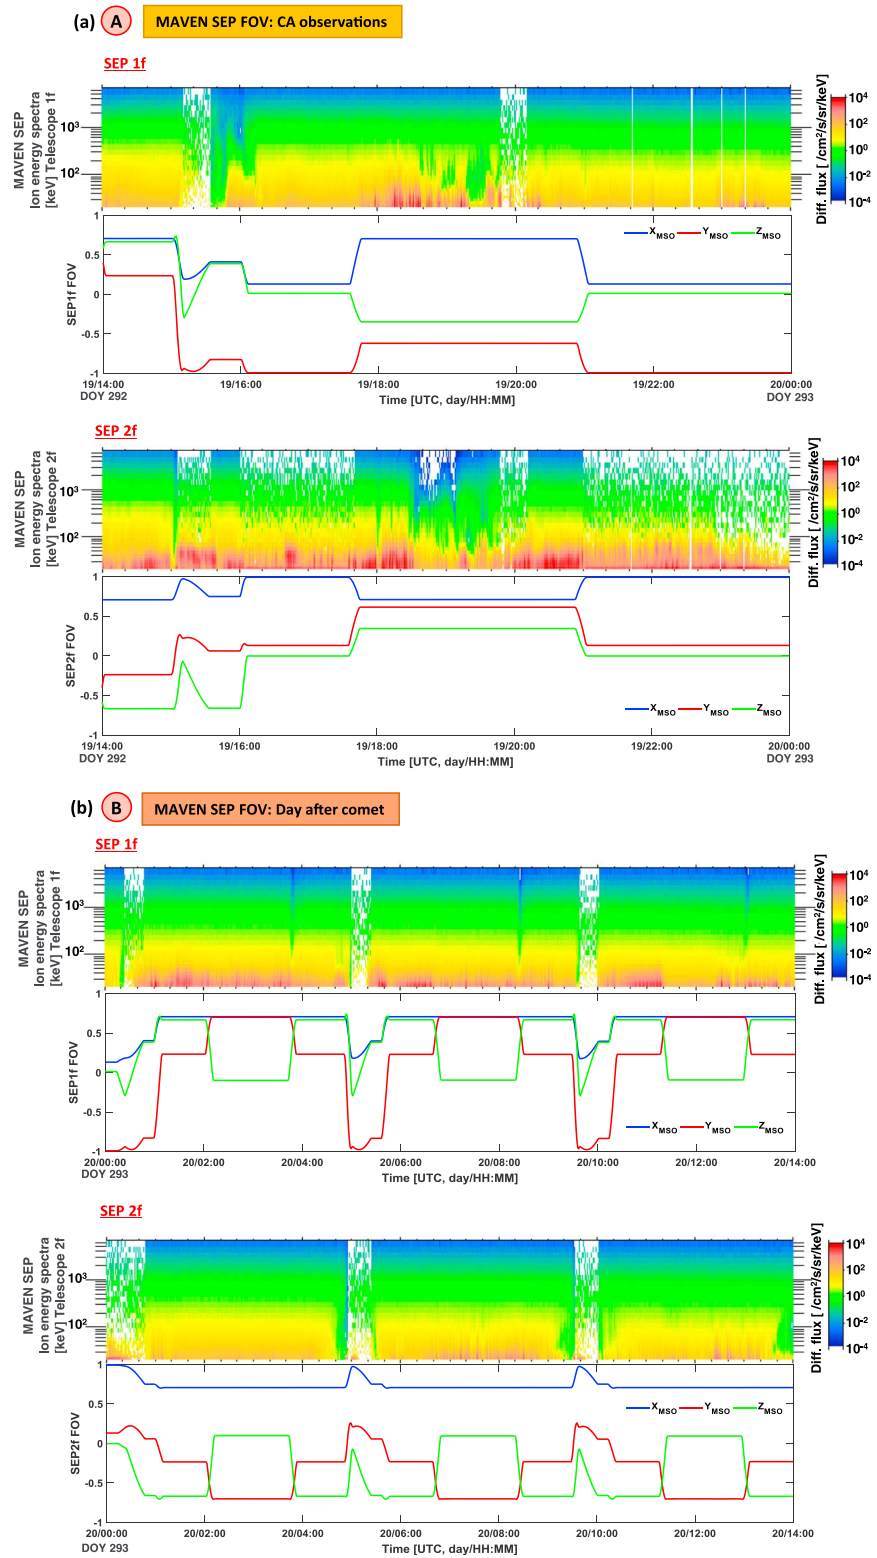 (a) A MAVEN SEP FOV: CA observations
SEP 1f
MAVEN SEP
Ion energy spectra
[keV] Telescope 1f
10³
10²
Diff. flux [ /cm²/s/sr/keV]
10⁴
10²
10⁰
10⁻²
10⁻⁴
SEP1f FOV
1
0.5
0
-0.5
-1
X MSO Y MSO Z MSO
19/14:00 19/16:00 19/18:00 19/20:00 19/22:00 20/00:00
DOY 292 Time [UTC, day/HH:MM] DOY 293
SEP 2f
MAVEN SEP
Ion energy spectra
[keV] Telescope 2f
10³
10²
Diff. flux [ /cm²/s/sr/keV]
10⁴
10²
10⁰
10⁻²
10⁻⁴
SEP2f FOV
1
0.5
0
-0.5
-1
X MSO Y MSO Z MSO
19/14:00 19/16:00 19/18:00 19/20:00 19/22:00 20/00:00
DOY 292 Time [UTC, day/HH:MM] DOY 293
(b) B MAVEN SEP FOV: Day after comet
SEP 1f
MAVEN SEP
Ion energy spectra
[keV] Telescope 1f
10³
10²
Diff. flux [ /cm²/s/sr/keV]
10⁴
10²
10⁰
10⁻²
10⁻⁴
SEP1f FOV
1
0.5
0
-0.5
-1
X MSO Y MSO Z MSO
20/00:00 20/02:00 20/04:00 20/06:00 20/08:00 20/10:00 20/12:00 20/14:00
DOY 293 Time [UTC, day/HH:MM]
SEP 2f
MAVEN SEP
Ion energy spectra
[keV] Telescope 2f
10³
10²
Diff. flux [ /cm²/s/sr/keV]
10⁴
10²
10⁰
10⁻²
10⁻⁴
SEP2f FOV
1
0.5
0
-0.5
-1
X MSO Y MSO Z MSO
20/00:00 20/02:00 20/04:00 20/06:00 20/08:00 20/10:00 20/12:00 20/14:00
DOY 293 Time [UTC, day/HH:MM]